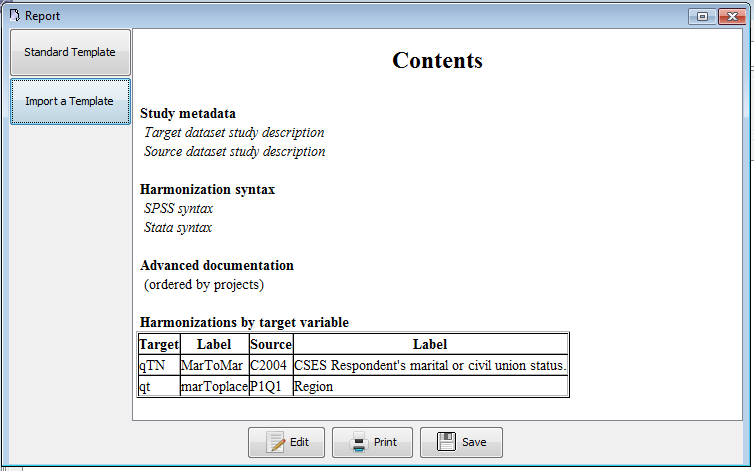 Report
Standard Template
Import a Template
Contents
Study metadata
Target dataset study description
Source dataset study description
Harmonization syntax
SPSS syntax
Stata syntax
Advanced documentation
(ordered by projects)
Harmonizations by target variable
Target Label Source Label
qTN MarToMar C2004 CSES Respondent's marital or civil union status.
qt marToplace P1Q1 Region
Edit Print Save